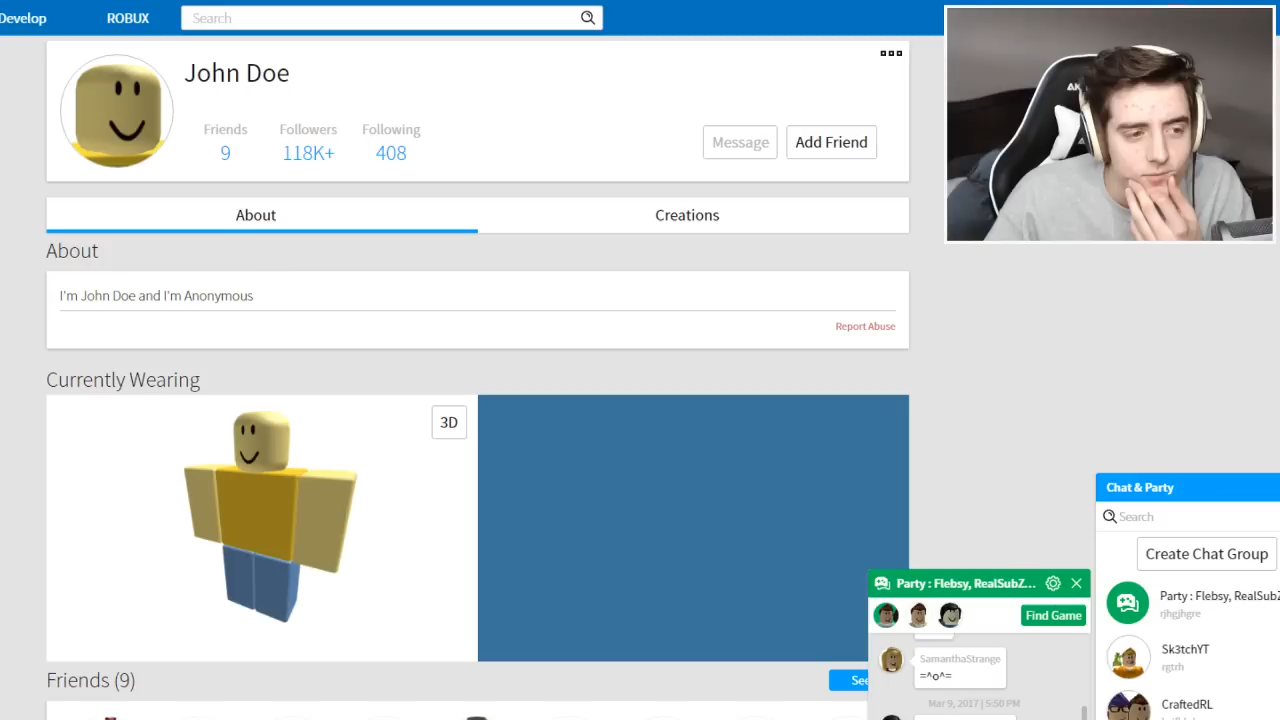 Develop
ROBUX
Search
John Doe
Friends Followers Following
9 118K+ 408
Message
Add Friend
About
Creations
About
I'm John Doe and I'm Anonymous
Report Abuse
Currently Wearing
3D
Friends (9)
See
Chat & Party
Search
Create Chat Group
Party : Flebsy, RealSubZ
rjhgjhgre
Sk3tchYT
rgtrh
CraftedRL
Party : Flebsy, RealSubZ...
Find Game
SamanthaStrange
=^o^=
Mar 9, 2017 | 5:50 PM